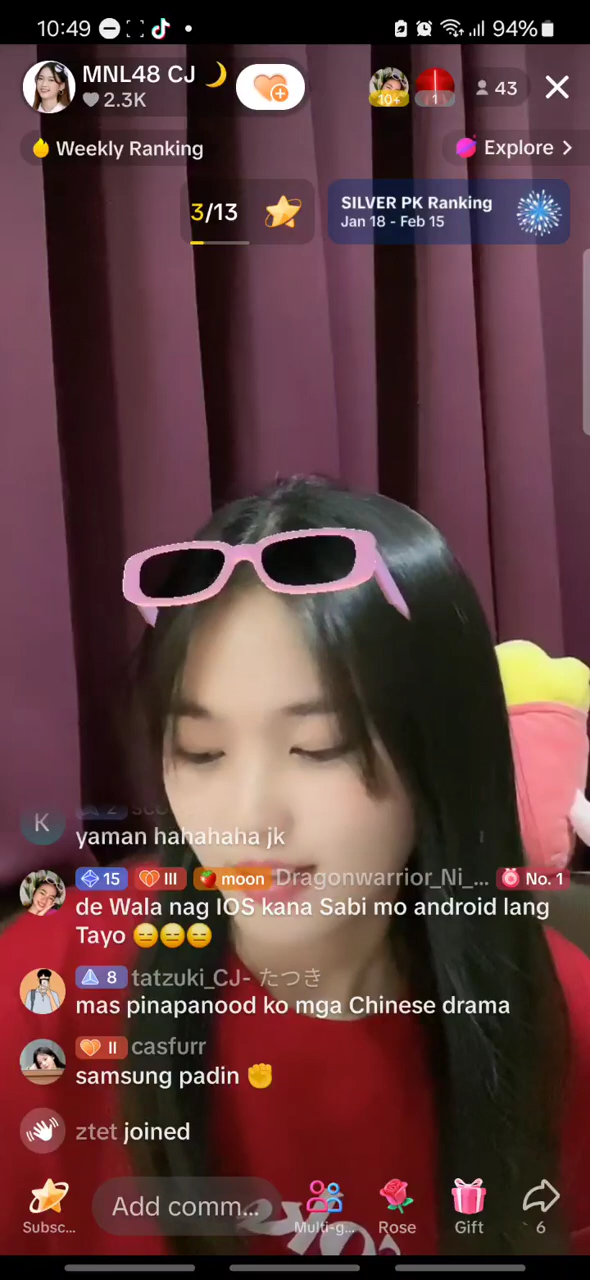 10:49
94%
MNL48 CJ 🌙
2.3K
10+
1
43
Weekly Ranking
Explore >
3/13
SILVER PK Ranking
Jan 18 - Feb 15
K
2
yaman hahahaha jk
15 III moon Dragonwarrior_Ni_... No. 1
de Wala nag IOS kana Sabi mo android lang
Tayo 😑😑😑
8 tatzuki_CJ- たつき
mas pinapanood ko mga Chinese drama
II casfurr
samsung padin ✊
ztet joined
Subsc...
Add comm...
Multi-g...
Rose
Gift
6